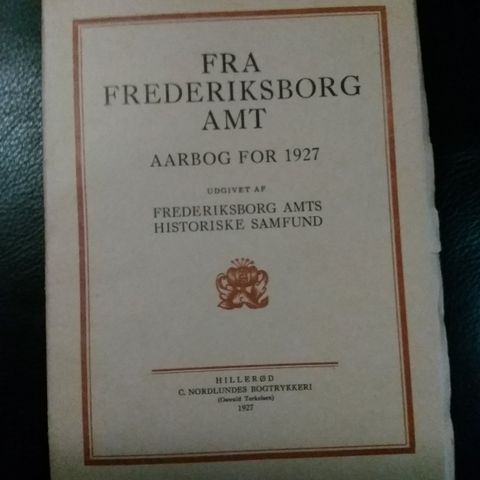 FRA
FREDERIKSBORG
AMT
AARBOG FOR 1927
UDGIVET AF
FREDERIKSBORG AMTS
HISTORISKE SAMFUND
HILLERØD
C. NORDLUNDES BOGTRYKKERI
(Oswald Torkelsen)
1927